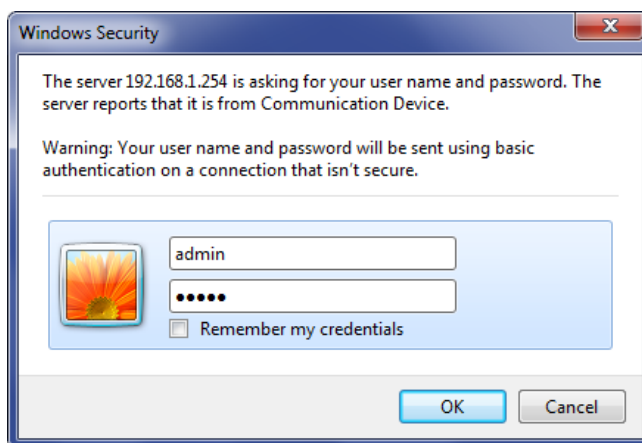 Windows Security
The server 192.168.1.254 is asking for your user name and password. The
server reports that it is from Communication Device.
Warning: Your user name and password will be sent using basic
authentication on a connection that isn't secure.
admin
•••••
Remember my credentials
OK Cancel